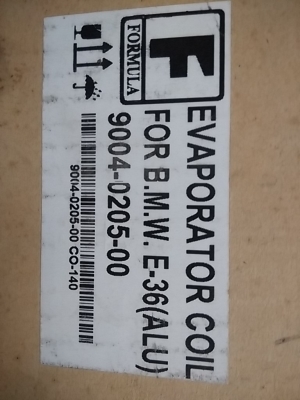 F
FORMULA
EVAPORATOR COIL
FOR B.M.W. E-36(ALU)
9004-0205-00
9004-0205-00 CO-140